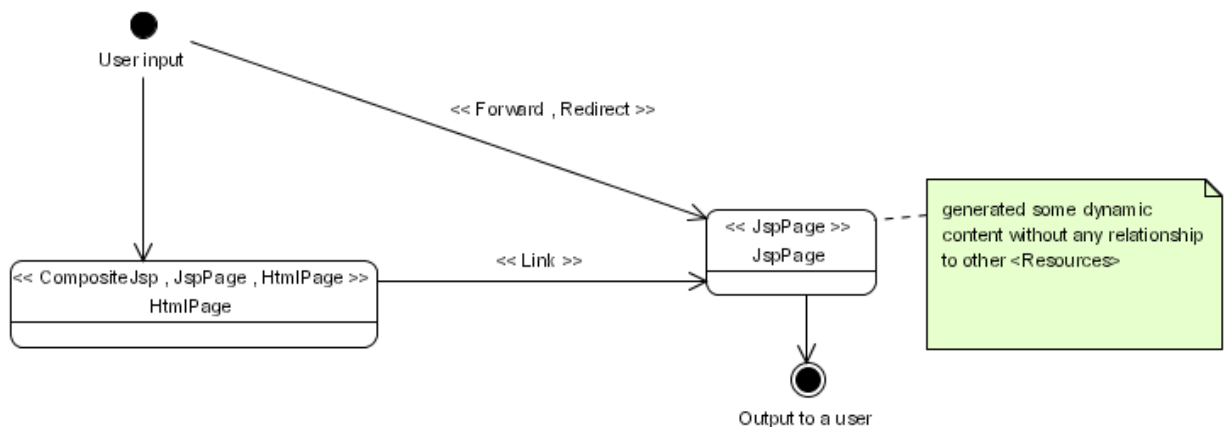 User input
<< Forward , Redirect >>
<< CompositeJsp , JspPage , HtmlPage >>
HtmlPage
<< Link >>
<< JspPage >>
JspPage
generated some dynamic
content without any relationship
to other <Resources>
Output to a user